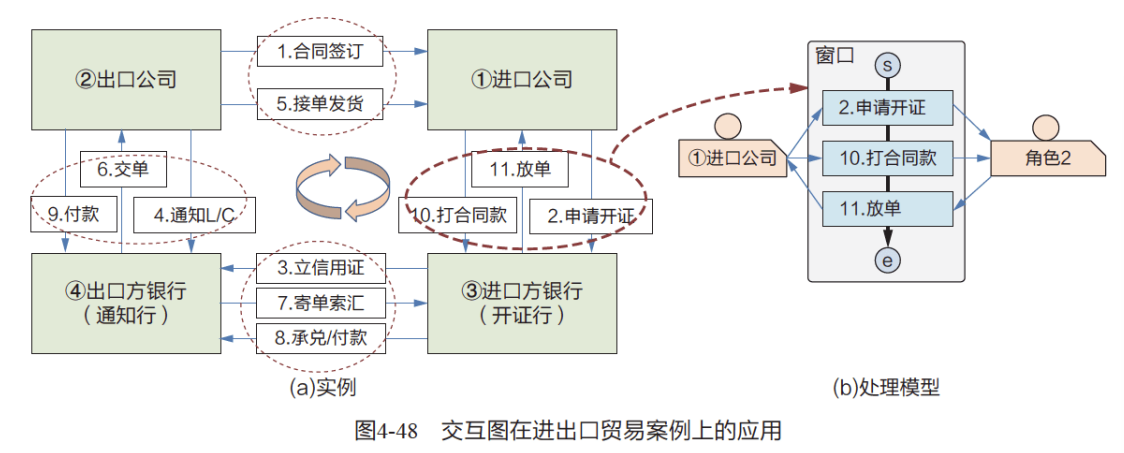 1.合同签订
②出口公司
①进口公司
5.接单发货
6.交单
11.放单
9.付款
4.通知L/C
10.打合同款
2.申请开证
3.立信用证
④出口方银行
(通知行)
7.寄单索汇
③进口方银行
(开证行)
8.承兑/付款
(a)实例
窗口
s
2.申请开证
①进口公司
10.打合同款
角色2
11.放单
e
(b)处理模型
图4-48 交互图在进出口贸易案例上的应用